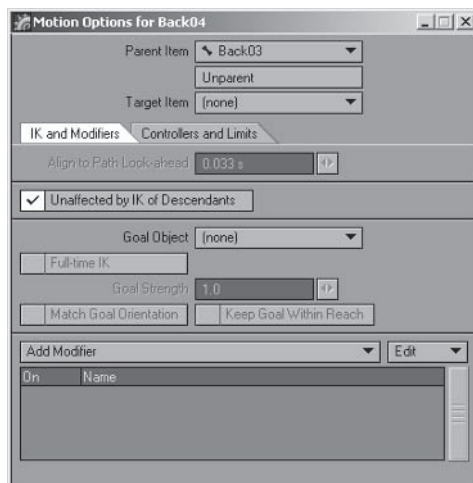 Motion Options for Back04
Parent Item Back03
Unparent
Target Item (none)
IK and Modifiers Controllers and Limits
Align to Path Look-ahead 0.033 s
Unaffected by IK of Descendants
Goal Object (none)
Full-time IK
Goal Strength 1.0
Match Goal Orientation Keep Goal Within Reach
Add Modifier Edit
On Name